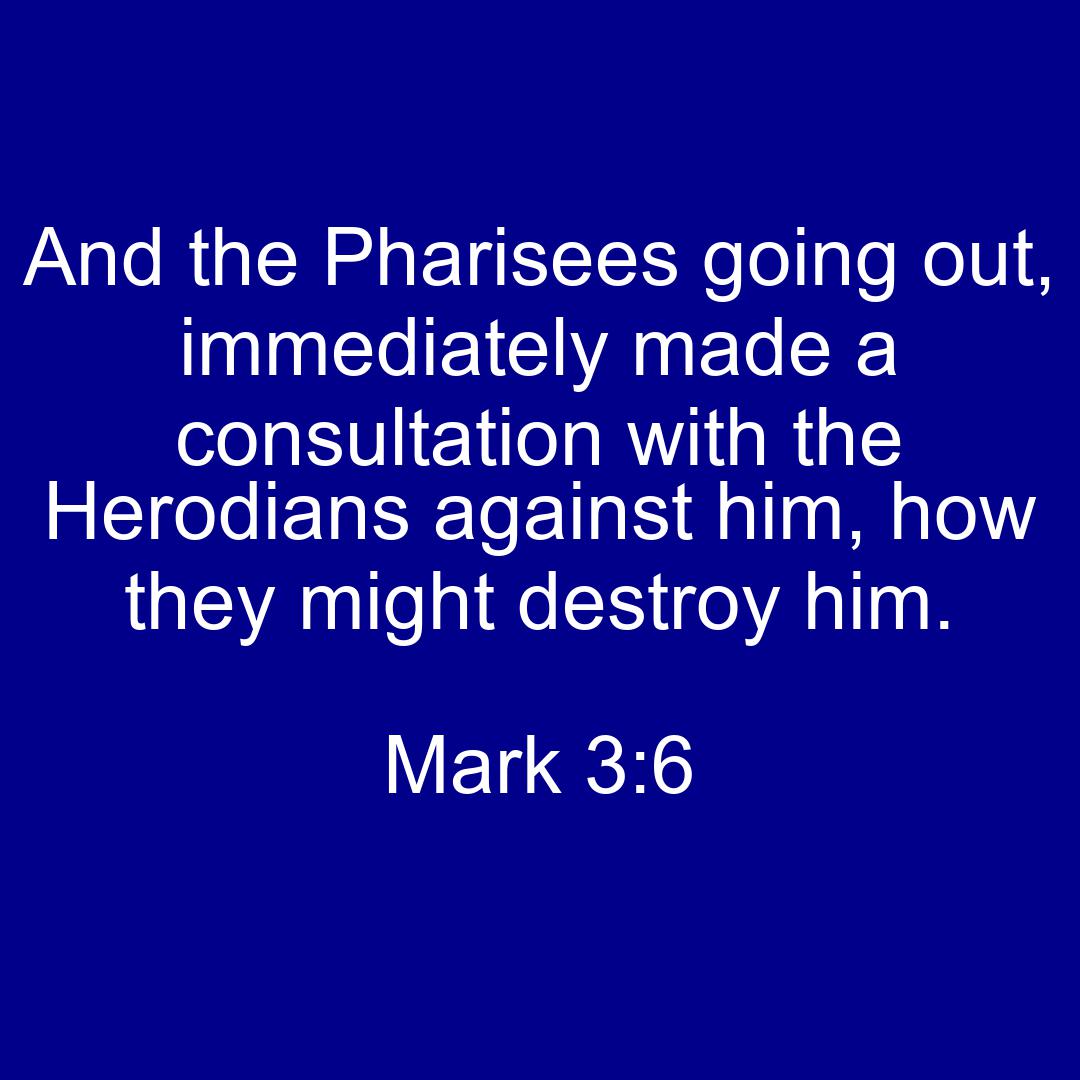 And the Pharisees going out,
immediately made a
consultation with the
Herodians against him, how
they might destroy him.
Mark 3:6